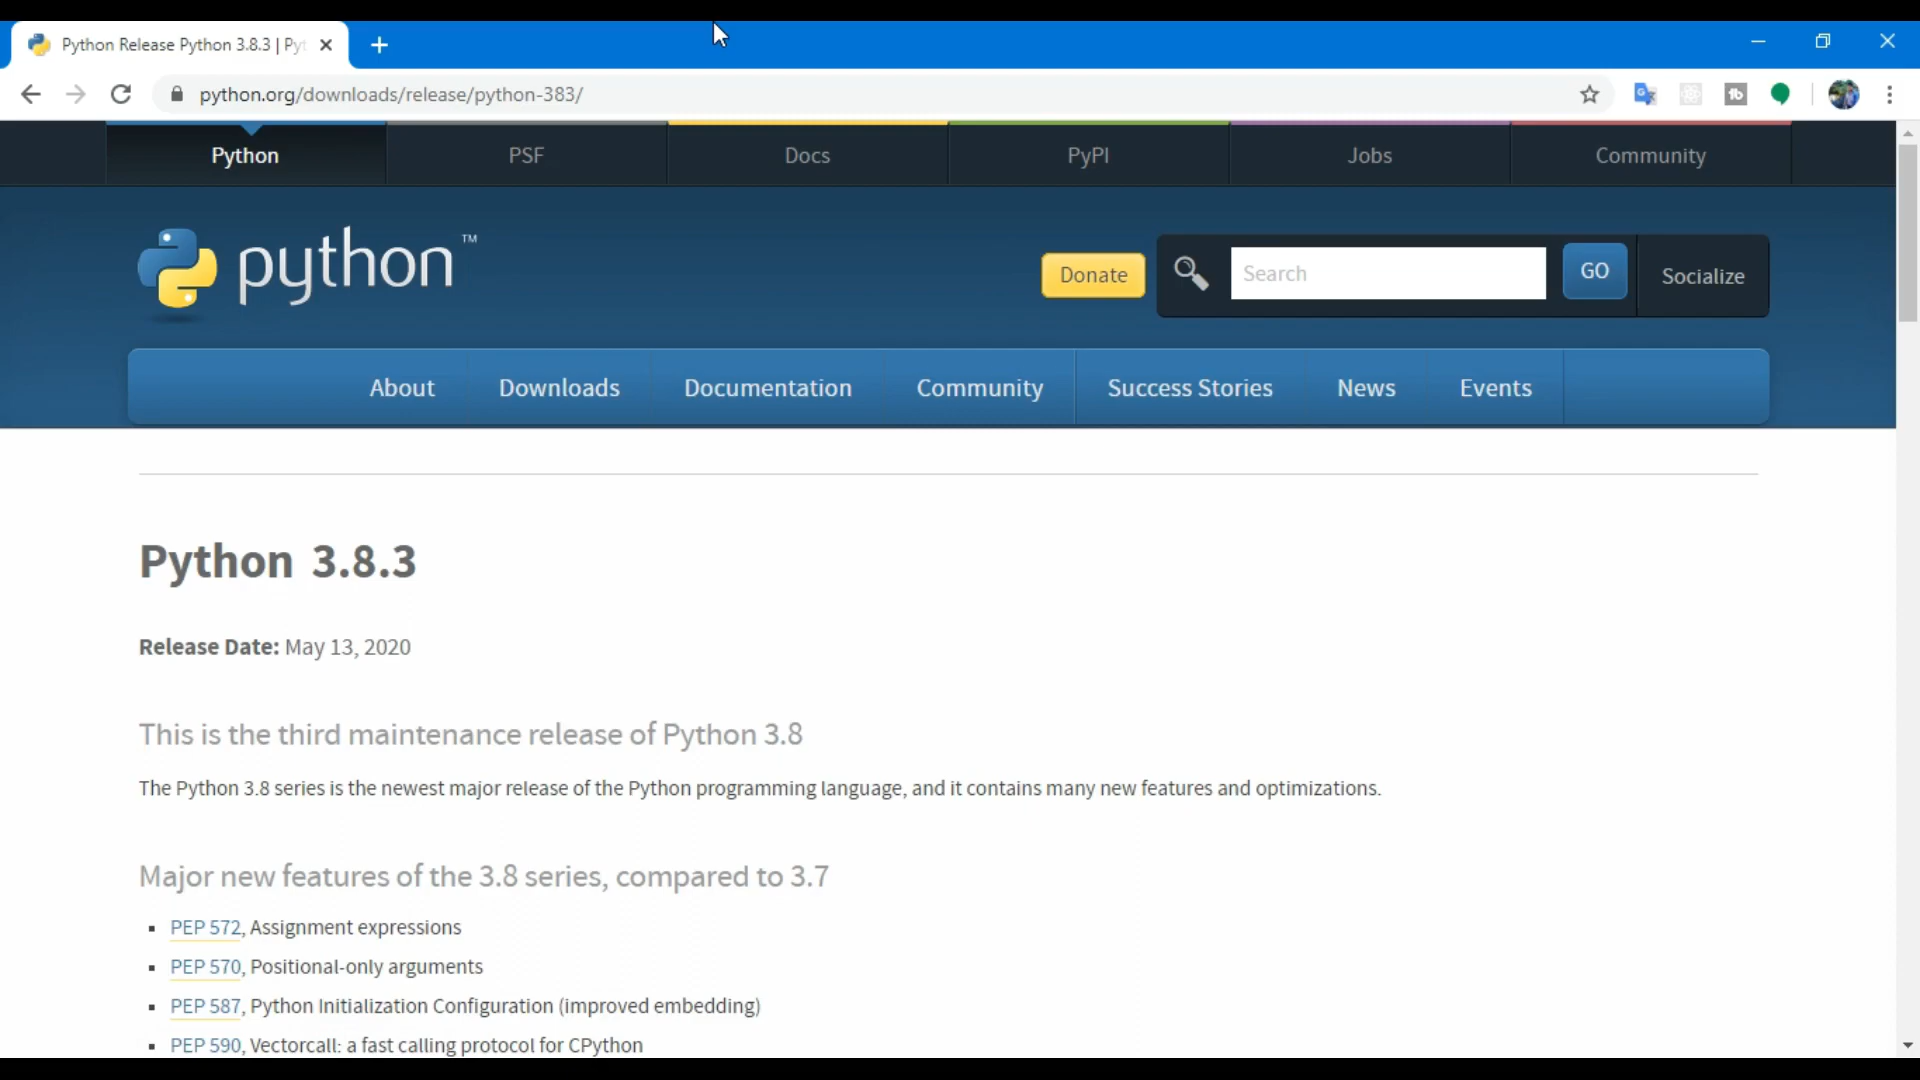 Python Release Python 3.8.3 | Pyt
python.org/downloads/release/python-383/
Python PSF Docs PyPI Jobs Community
python™
Donate Search GO Socialize
About Downloads Documentation Community Success Stories News Events
Python 3.8.3
Release Date: May 13, 2020
This is the third maintenance release of Python 3.8
The Python 3.8 series is the newest major release of the Python programming language, and it contains many new features and optimizations.
Major new features of the 3.8 series, compared to 3.7
▪ PEP 572, Assignment expressions
▪ PEP 570, Positional-only arguments
▪ PEP 587, Python Initialization Configuration (improved embedding)
▪ PEP 590, Vectorcall: a fast calling protocol for CPython